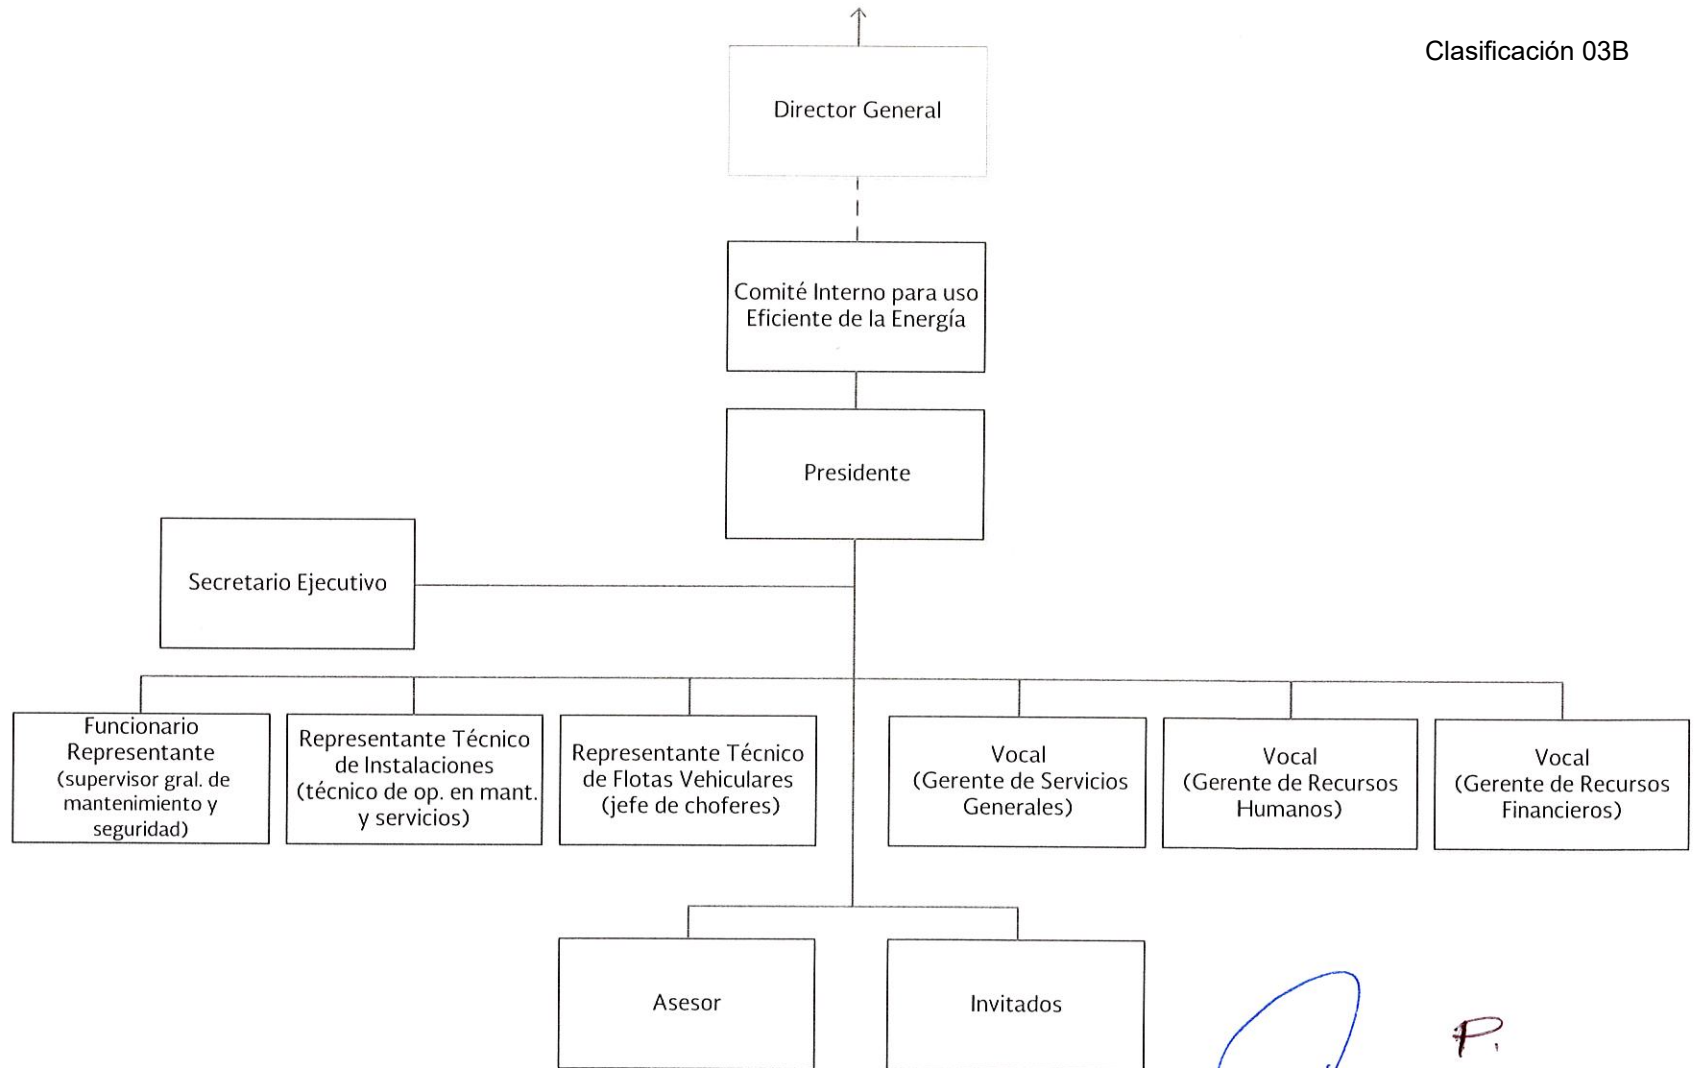 Clasificación 03B
Director General
Comité Interno para uso
Eficiente de la Energía
Presidente
Secretario Ejecutivo
Funcionario
Representante
(supervisor gral. de
mantenimiento y
seguridad)
Representante Técnico
de Instalaciones
(técnico de op. en mant.
y servicios)
Representante Técnico
de Flotas Vehiculares
(jefe de choferes)
Vocal
(Gerente de Servicios
Generales)
Vocal
(Gerente de Recursos
Humanos)
Vocal
(Gerente de Recursos
Financieros)
Asesor
Invitados